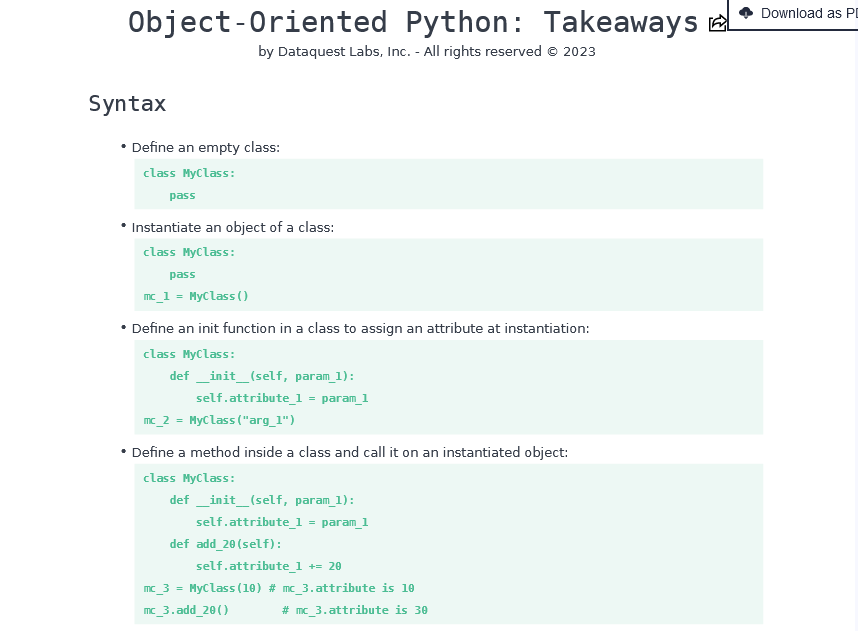 Object-Oriented Python: Takeaways
Download as
by Dataquest Labs, Inc. - All rights reserved © 2023
Syntax
• Define an empty class:
class MyClass:
    pass
• Instantiate an object of a class:
class MyClass:
    pass
mc_1 = MyClass()
• Define an init function in a class to assign an attribute at instantiation:
class MyClass:
    def __init__(self, param_1):
        self.attribute_1 = param_1
mc_2 = MyClass("arg_1")
• Define a method inside a class and call it on an instantiated object:
class MyClass:
    def __init__(self, param_1):
        self.attribute_1 = param_1
    def add_20(self):
        self.attribute_1 += 20
mc_3 = MyClass(10) # mc_3.attribute is 10
mc_3.add_20()        # mc_3.attribute is 30